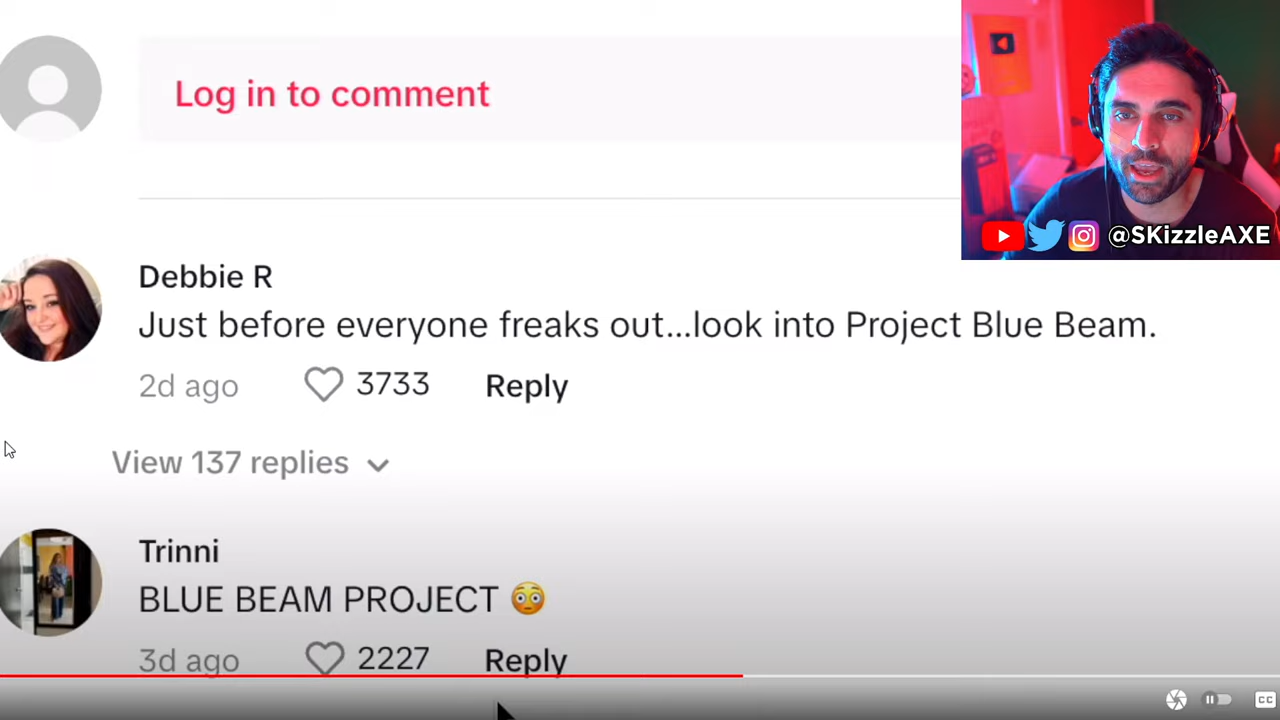 Log in to comment
@SKizzleAXE
Debbie R
Just before everyone freaks out...look into Project Blue Beam.
2d ago 3733 Reply
View 137 replies
Trinni
BLUE BEAM PROJECT 😳
3d ago 2227 Reply
CC